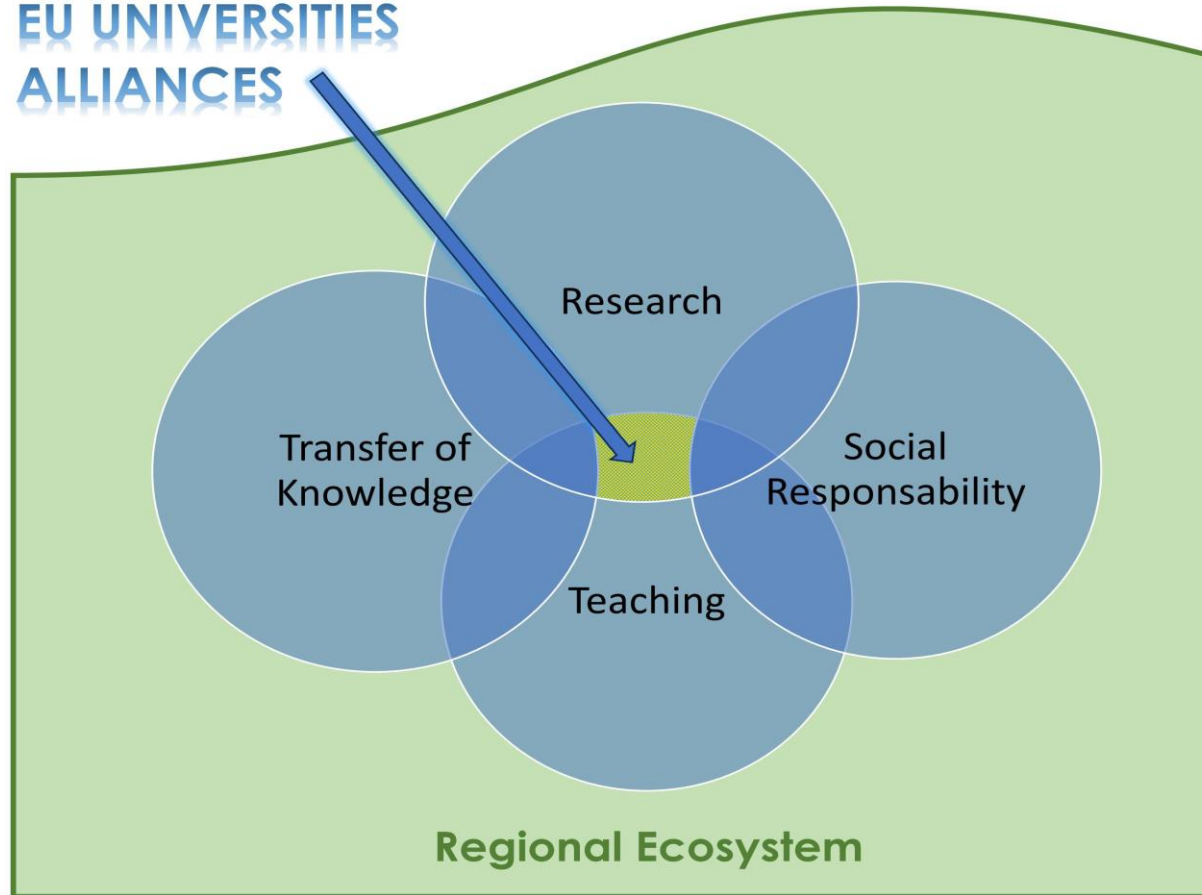 EU UNIVERSITIES
ALLIANCES
Research
Transfer of
Knowledge
Social
Responsability
Teaching
Regional Ecosystem